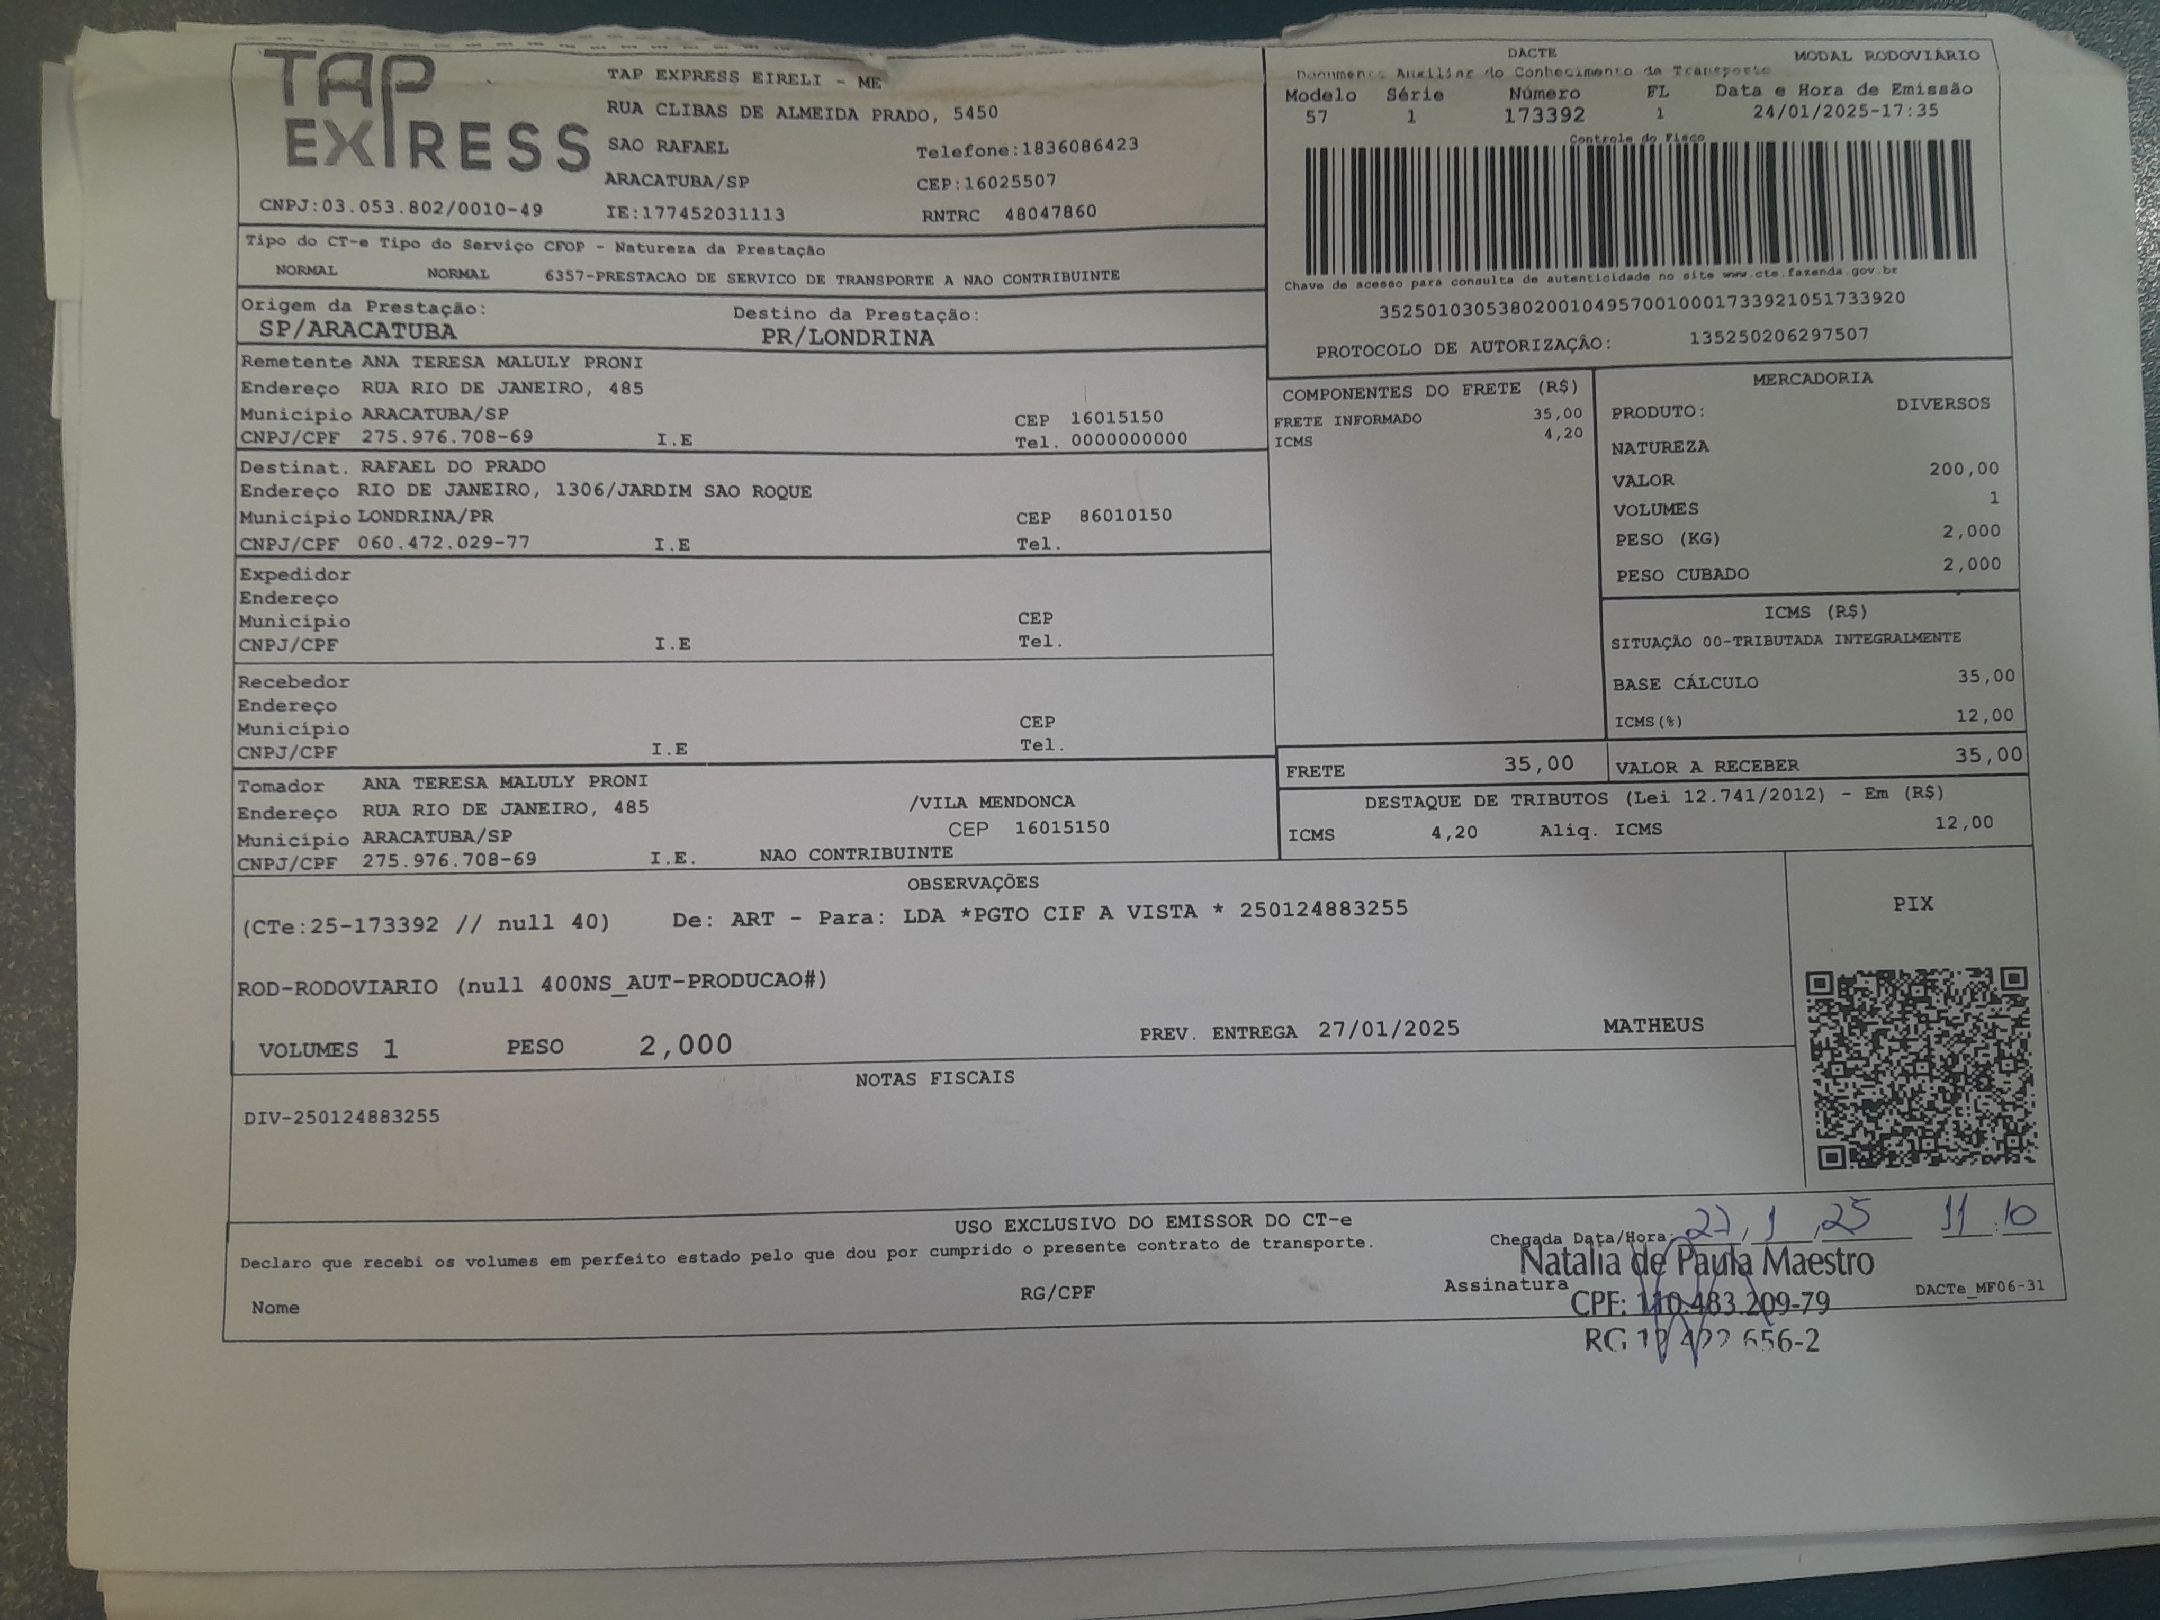 TAP EXPRESS
TAP EXPRESS EIRELI - ME
RUA CLIBAS DE ALMEIDA PRADO, 5450
SAO RAFAEL Telefone:1836086423
ARACATUBA/SP CEP:16025507
CNPJ:03.053.802/0010-49 IE:177452031113 RNTRC 48047860
DACTE MODAL RODOVIÁRIO
Auxiliar do Conhecimento de Transporte
Modelo Série Número FL Data e Hora de Emissão
57 1 173392 1 24/01/2025-17:35
Controle do Fisco
Chave de acesso para consulta de autenticidade no site www.cte.fazenda.gov.br
35250103053802001049570010001733921051733920
PROTOCOLO DE AUTORIZAÇÃO: 135250206297507
Tipo do CT-e Tipo do Serviço CFOP - Natureza da Prestação
NORMAL NORMAL 6357-PRESTACAO DE SERVICO DE TRANSPORTE A NAO CONTRIBUINTE
Origem da Prestação: Destino da Prestação:
SP/ARACATUBA PR/LONDRINA
Remetente ANA TERESA MALULY PRONI
Endereço RUA RIO DE JANEIRO, 485
Município ARACATUBA/SP CEP 16015150
CNPJ/CPF 275.976.708-69 I.E Tel. 0000000000
Destinat. RAFAEL DO PRADO
Endereço RIO DE JANEIRO, 1306/JARDIM SAO ROQUE
Município LONDRINA/PR CEP 86010150
CNPJ/CPF 060.472.029-77 I.E Tel.
Expedidor
Endereço
Município CEP
CNPJ/CPF I.E Tel.
Recebedor
Endereço
Município CEP
CNPJ/CPF I.E Tel.
Tomador ANA TERESA MALULY PRONI
Endereço RUA RIO DE JANEIRO, 485 /VILA MENDONCA
Município ARACATUBA/SP CEP 16015150
CNPJ/CPF 275.976.708-69 I.E. NAO CONTRIBUINTE
COMPONENTES DO FRETE (R$)
FRETE INFORMADO 35,00
ICMS 4,20
MERCADORIA
PRODUTO: DIVERSOS
NATUREZA
VALOR 200,00
VOLUMES 1
PESO (KG) 2,000
PESO CUBADO 2,000
ICMS (R$)
SITUAÇÃO 00-TRIBUTADA INTEGRALMENTE
BASE CÁLCULO 35,00
ICMS(%) 12,00
FRETE 35,00 VALOR A RECEBER 35,00
DESTAQUE DE TRIBUTOS (Lei 12.741/2012) - Em (R$)
ICMS 4,20 Aliq. ICMS 12,00
OBSERVAÇÕES
(CTe:25-173392 // null 40) De: ART - Para: LDA *PGTO CIF A VISTA * 250124883255
ROD-RODOVIARIO (null 400NS_AUT-PRODUCAO#)
VOLUMES 1 PESO 2,000 PREV. ENTREGA 27/01/2025 MATHEUS
PIX
NOTAS FISCAIS
DIV-250124883255
USO EXCLUSIVO DO EMISSOR DO CT-e
Declaro que recebi os volumes em perfeito estado pelo que dou por cumprido o presente contrato de transporte.
Nome RG/CPF
Chegada Data/Hora: 27/1/25 11:10
Assinatura DACTe_MF06-31
Natalia de Paula Maestro
CPF: 110.483.209-79
RG 12.422.656-2